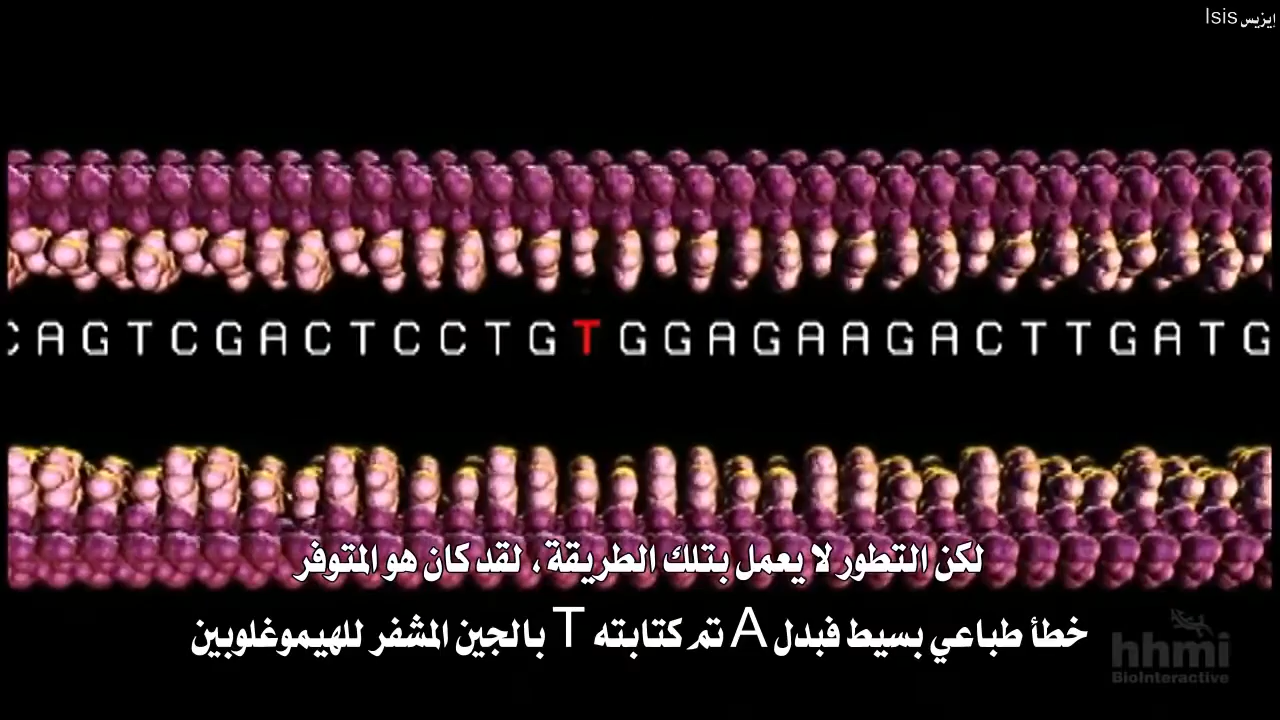 إيزيس Isis
CAGTCGACTCCTGTGGAGAAGACTTGATG
لكن التطور لا يعمل بتلك الطريقة، لقد كان هو المتوفر
خطأ طباعي بسيط فبدل A تم كتابته T بالجين المشفر للهيموغلوبين
hhmi
BioInteractive